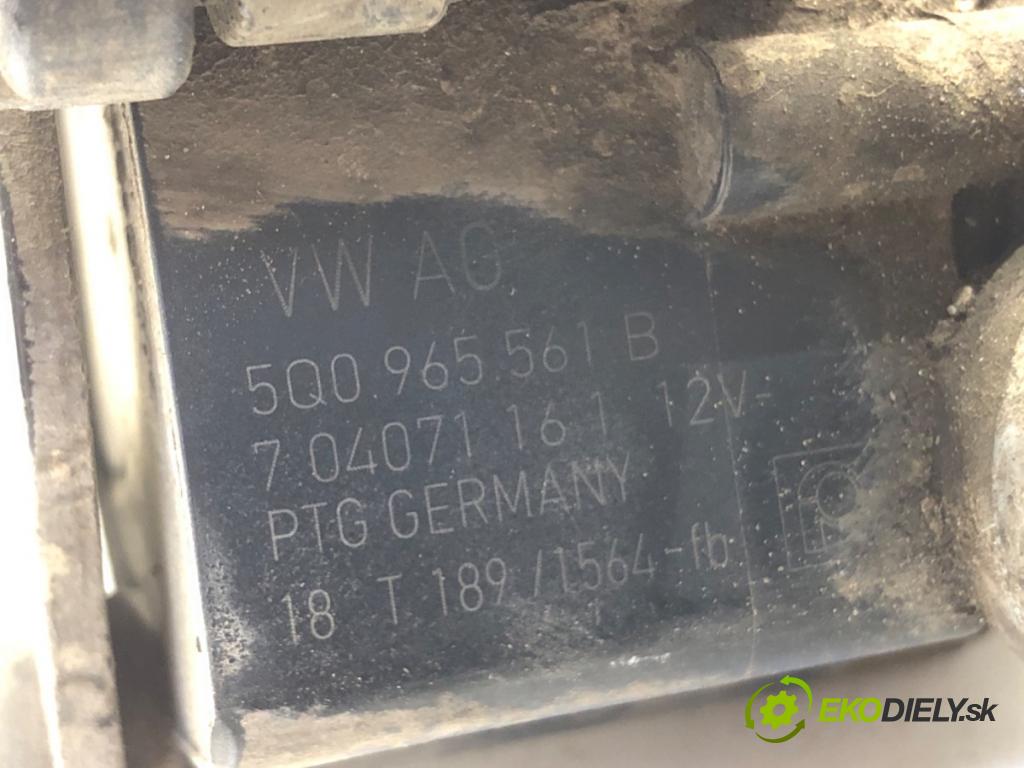 VW AG
5Q0 965 561 B
7 04071 16 1 12V-
PTG GERMANY
18 T 189 /1564-fb
EKODIELY.sk